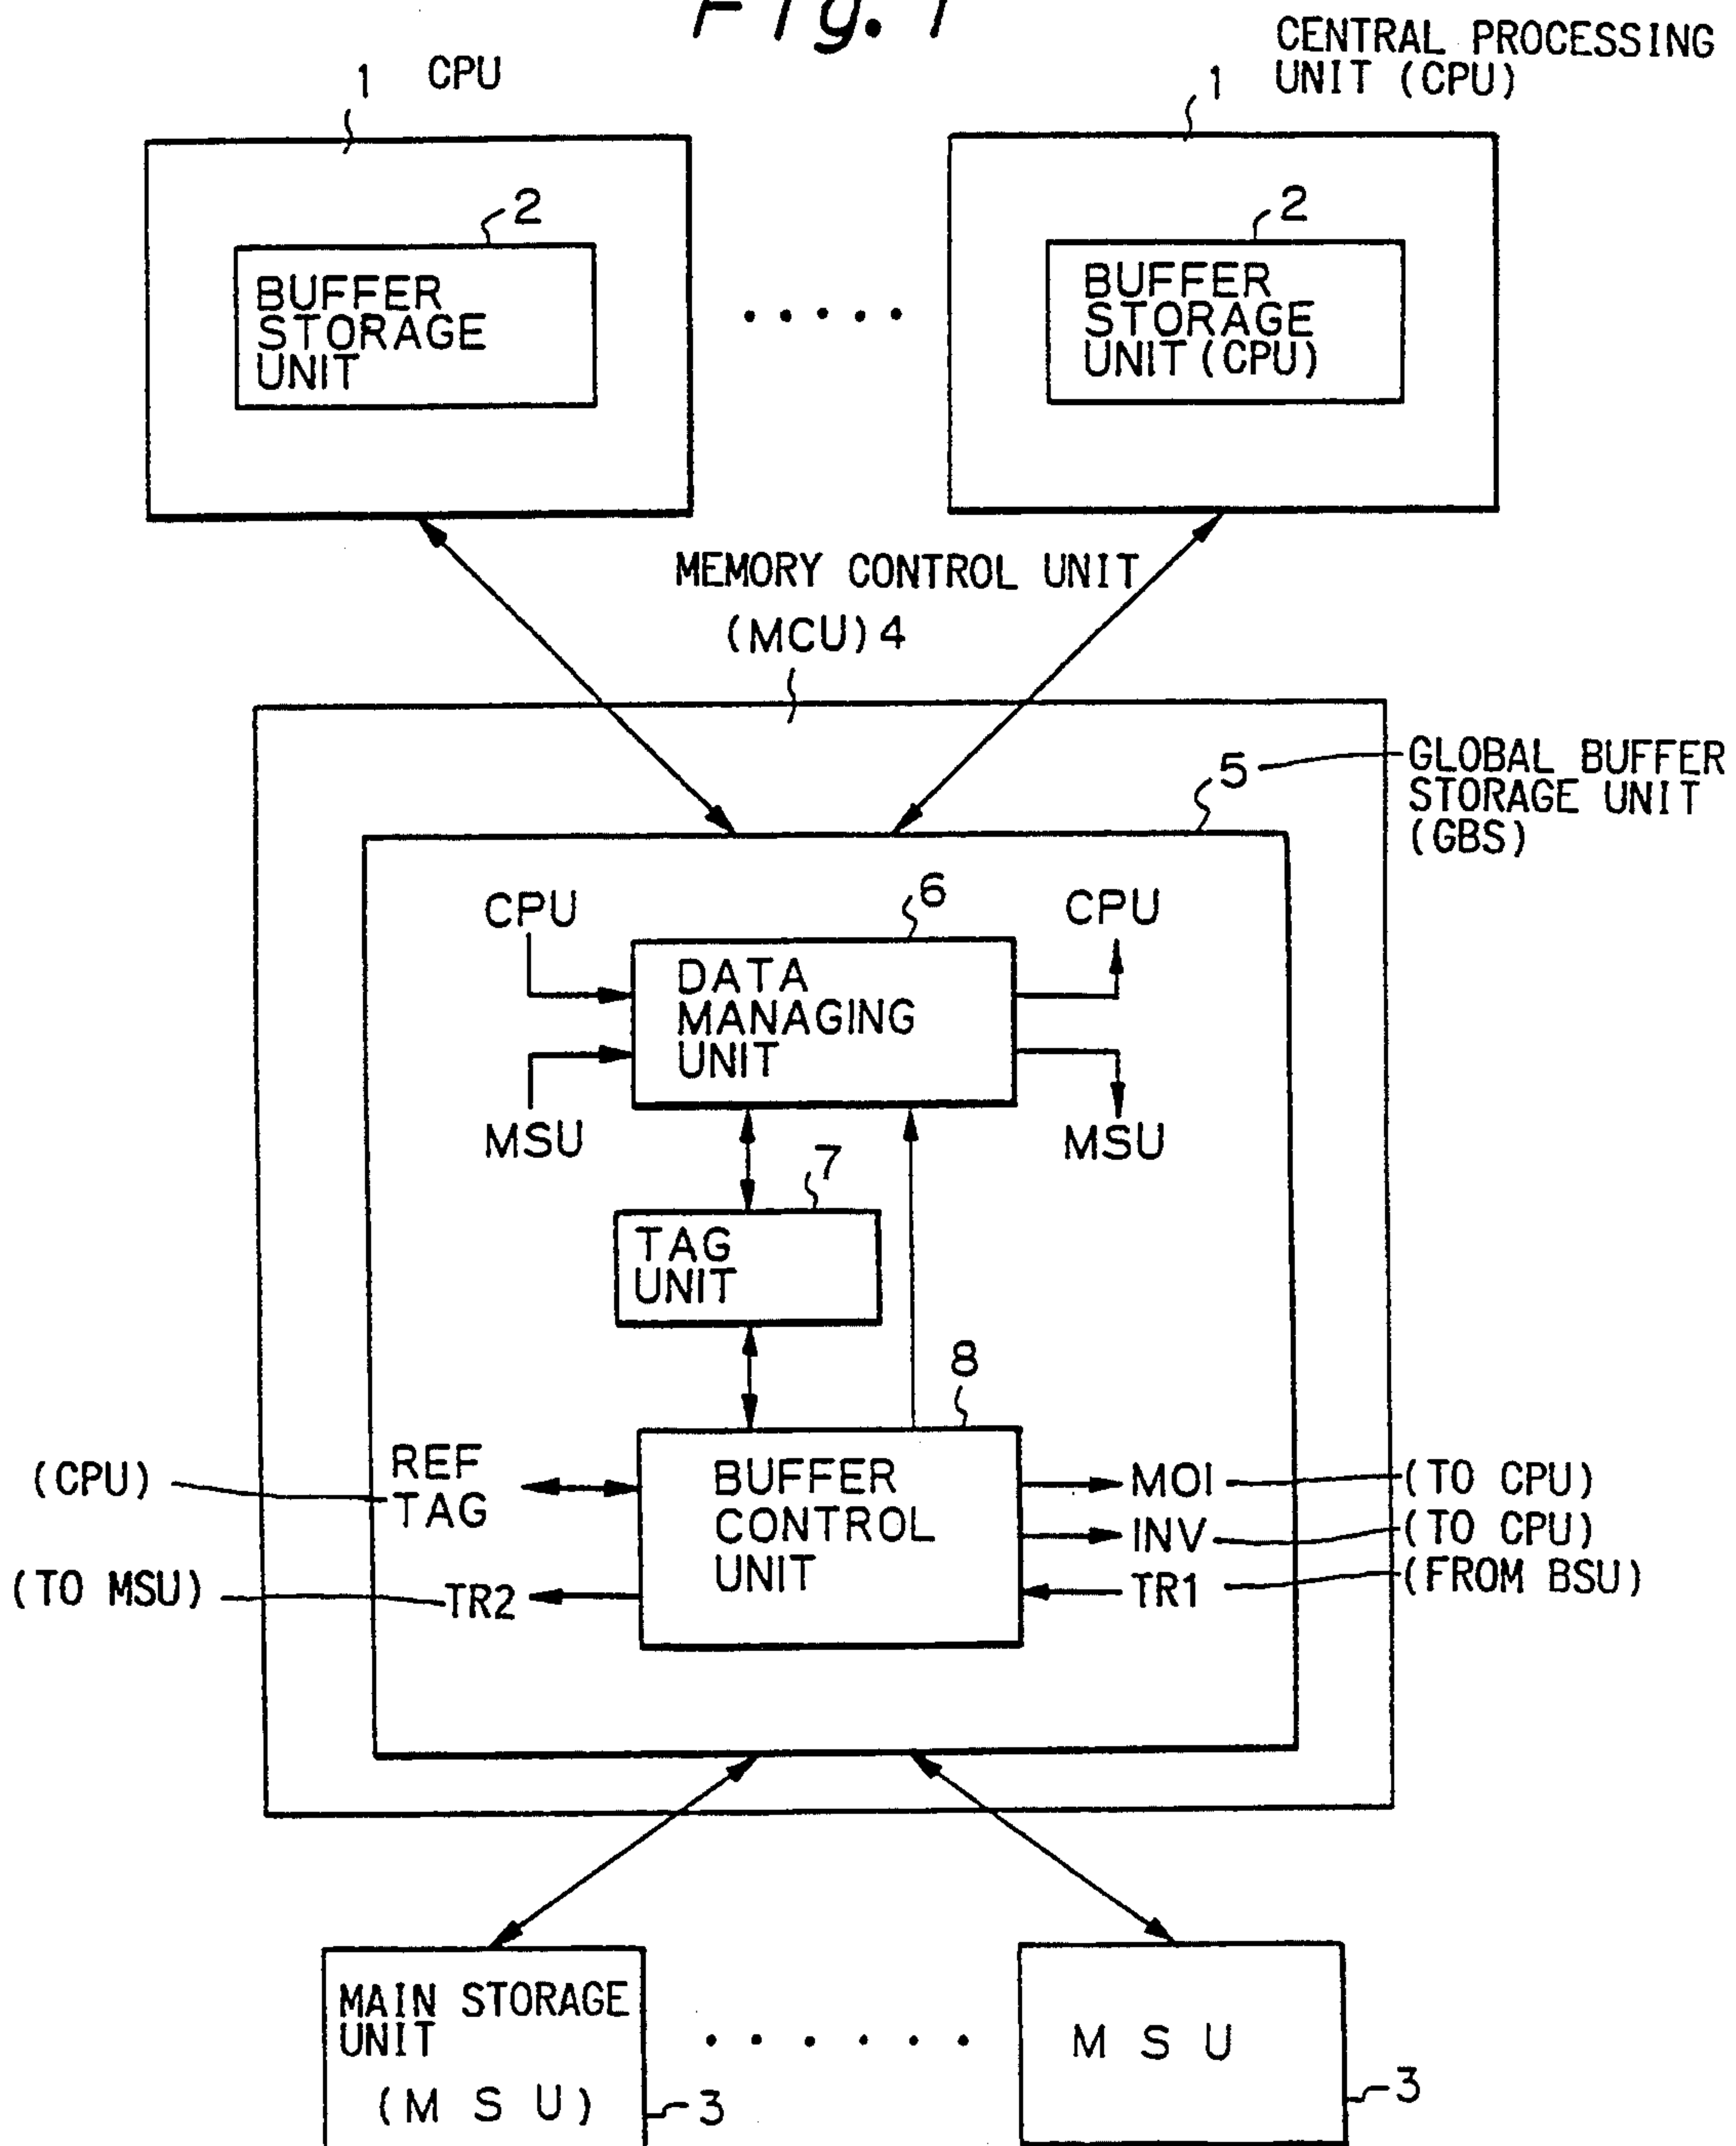 Fig. 1
CENTRAL PROCESSING
UNIT (CPU)
1 CPU
1
2
2
BUFFER
STORAGE
UNIT
BUFFER
STORAGE
UNIT (CPU)
MEMORY CONTROL UNIT
(MCU) 4
5
GLOBAL BUFFER
STORAGE UNIT
(GBS)
CPU
6
CPU
DATA
MANAGING
UNIT
MSU
MSU
7
TAG
UNIT
8
(CPU)
REF
TAG
BUFFER
CONTROL
UNIT
MOI
(TO CPU)
INV
(TO CPU)
(TO MSU)
TR2
TR1
(FROM BSU)
MAIN STORAGE
UNIT
(M S U)
3
M S U
3